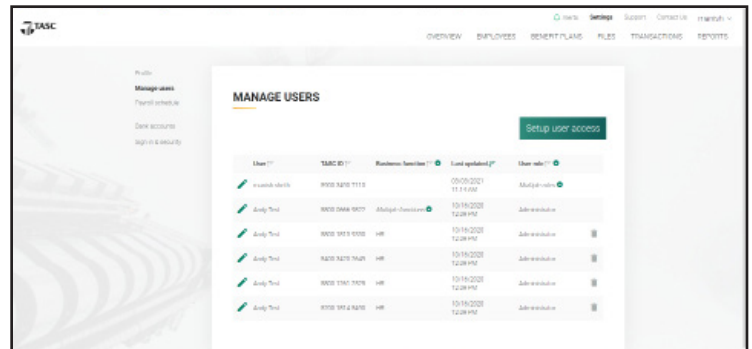 TASC
Alerts Settings Support Contact Us manish
OVERVIEW EMPLOYEES BENEFIT PLANS FILES TRANSACTIONS REPORTS
Profile
Manage users
Payroll schedule
Bank accounts
Sign in & security
MANAGE USERS
Setup user access
User TASC ID Business function Last updated User role
11:11 AM Multiple roles
Andy Test Multiple functions 10/16/2020 12:09 PM Administrator
Andy Test HR 10/16/2020 12:09 PM Administrator
Andy Test HR 10/16/2020 12:09 PM Administrator
Andy Test HR 10/16/2020 12:09 PM Administrator
Andy Test HR 10/16/2020 12:09 PM Administrator